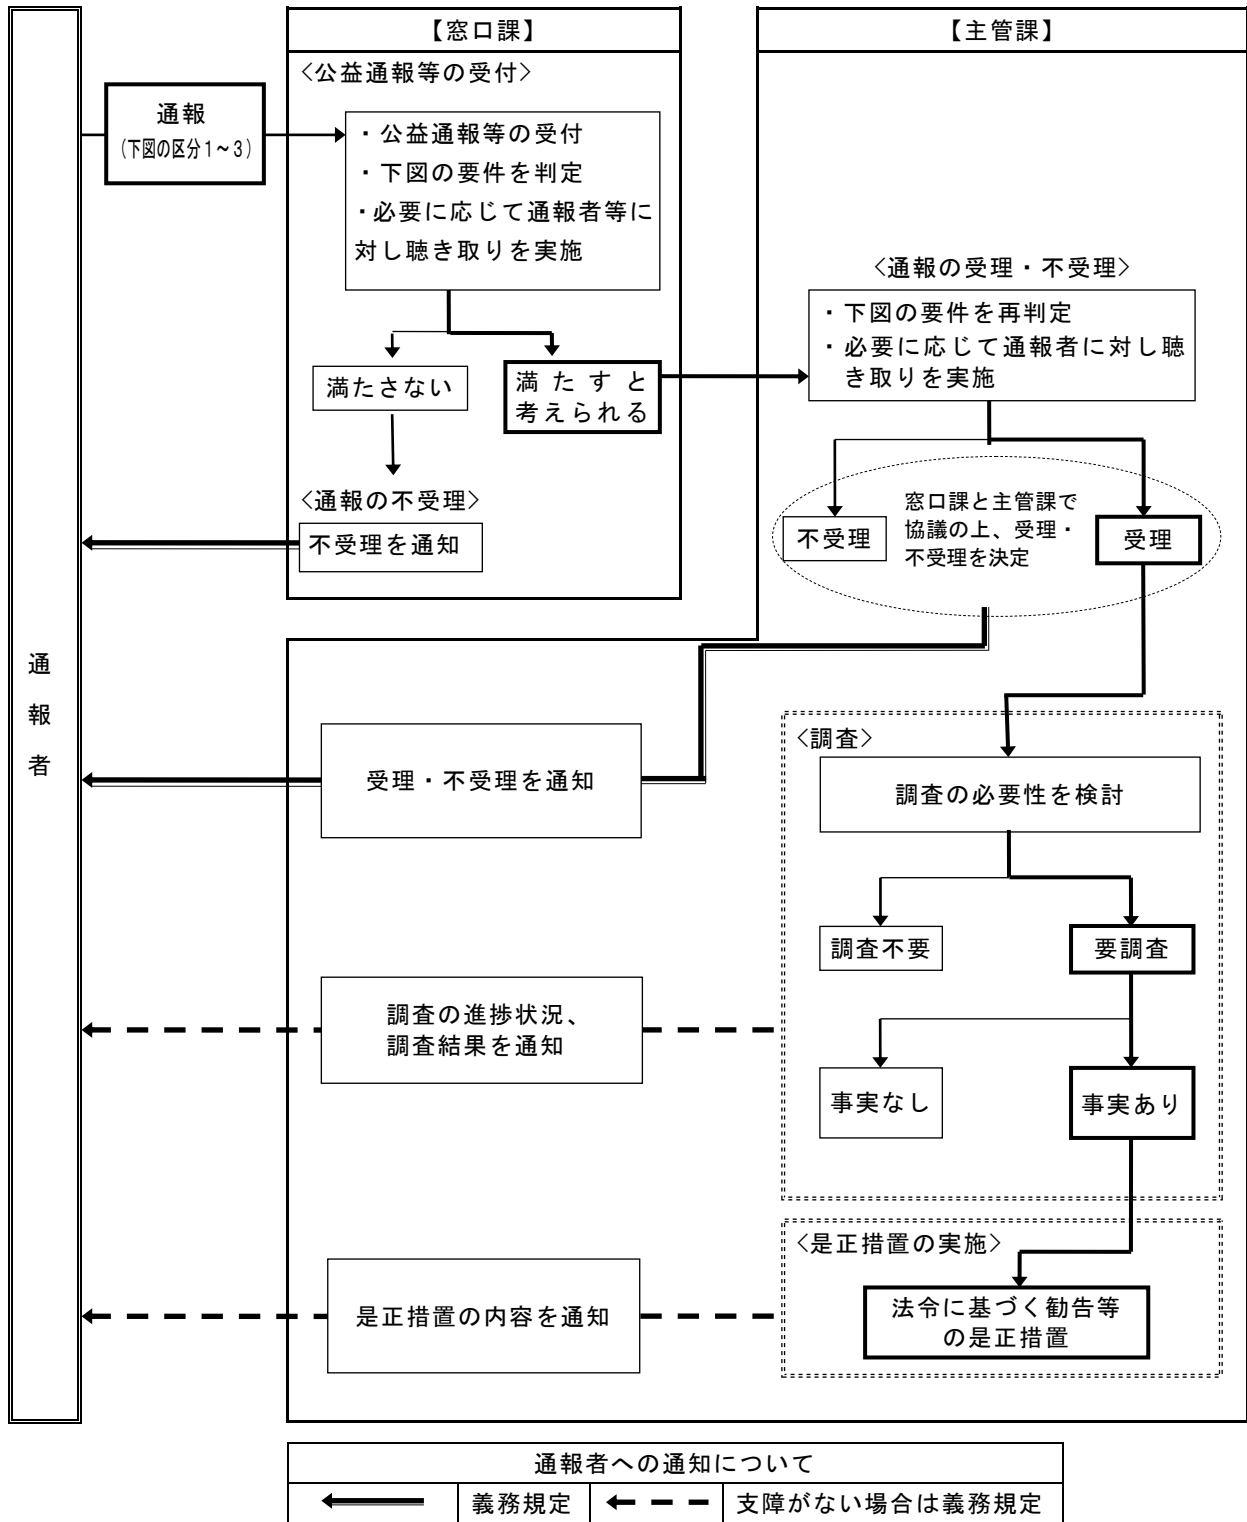 通報者
通報
(下図の区分1～3)
【窓口課】
〈公益通報等の受付〉
・公益通報等の受付
・下図の要件を判定
・必要に応じて通報者等に
対し聴き取りを実施
満たさない
満たすと
考えられる
〈通報の不受理〉
不受理を通知
【主管課】
〈通報の受理・不受理〉
・下図の要件を再判定
・必要に応じて通報者に対し聴
き取りを実施
不受理
窓口課と主管課で
協議の上、受理・
不受理を決定
受理
受理・不受理を通知
〈調査〉
調査の必要性を検討
調査不要
要調査
調査の進捗状況、
調査結果を通知
事実なし
事実あり
〈是正措置の実施〉
法令に基づく勧告等
の是正措置
是正措置の内容を通知
通報者への通知について
義務規定
支障がない場合は義務規定